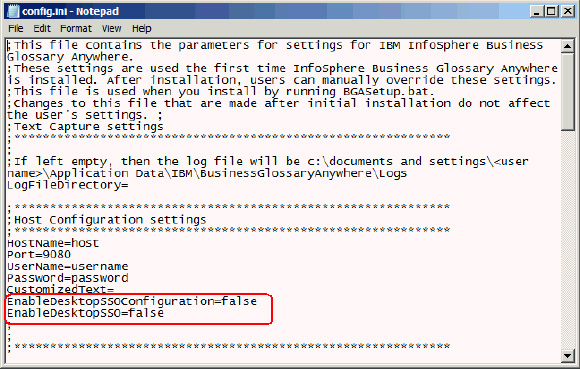 config.ini - Notepad
File Edit Format View Help
;This file contains the parameters for settings for IBM InfoSphere Business
Glossary Anywhere.
;These settings are used the first time InfoSphere Business Glossary Anywhere
is installed. After installation, users can manually override these settings.
;This file is used when you install by running BGASetup.bat.
;Changes to this file that are made after initial installation do not affect
the user's settings. ;
;Text Capture settings
;************************************************************
;
;If left empty, then the log file will be c:\documents and settings\<user
name>\Application Data\IBM\BusinessGlossaryAnywhere\Logs
LogFileDirectory=
;************************************************************
;Host Configuration settings
;************************************************************
HostName=host
Port=9080
UserName=username
Password=password
CustomizedText=
EnableDesktopSSOConfiguration=false
EnableDesktopSSO=false
;
;
;************************************************************